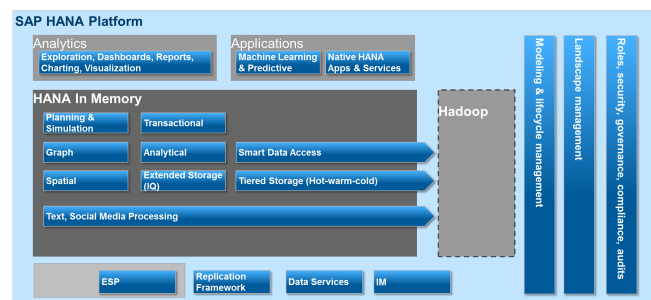 SAP HANA Platform
Analytics
Exploration, Dashboards, Reports,
Charting, Visualization
Applications
Machine Learning
& Predictive
Native HANA
Apps & Services
HANA In Memory
Planning &
Simulation
Transactional
Graph
Analytical
Smart Data Access
Spatial
Extended Storage
(IQ)
Tiered Storage (Hot-warm-cold)
Text, Social Media Processing
Hadoop
ESP
Replication
Framework
Data Services
IM
Modeling & lifecycle management
Landscape management
Roles, security, governance, compliance, audits